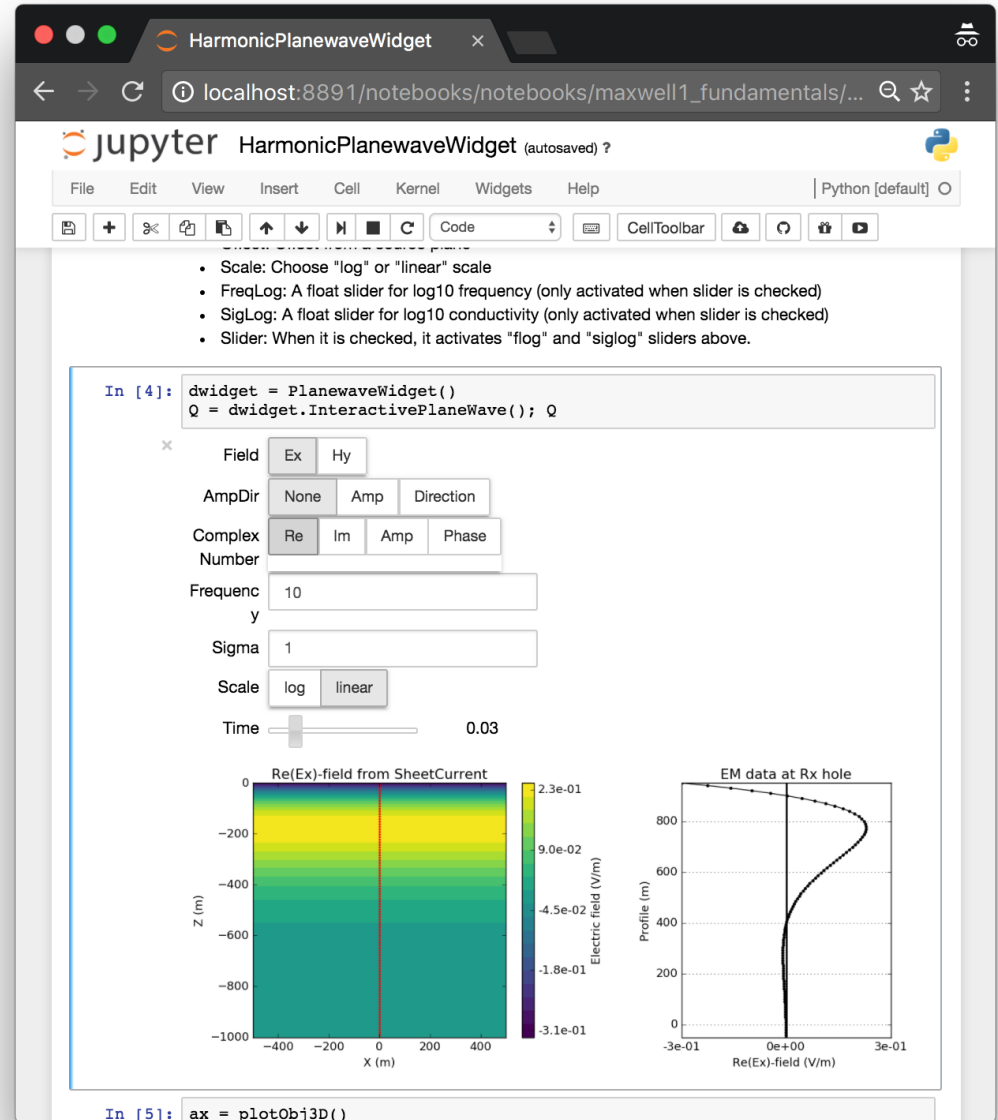 HarmonicPlanewaveWidget ×
localhost:8891/notebooks/notebooks/maxwell1_fundamentals/...
jupyter HarmonicPlanewaveWidget (autosaved) ?
File Edit View Insert Cell Kernel Widgets Help Python [default] O
Code CellToolbar
• Scale: Choose "log" or "linear" scale
• FreqLog: A float slider for log10 frequency (only activated when slider is checked)
• SigLog: A float slider for log10 conductivity (only activated when slider is checked)
• Slider: When it is checked, it activates "flog" and "siglog" sliders above.
In [4]: dwidget = PlanewaveWidget()
Q = dwidget.InteractivePlaneWave(); Q
×
Field Ex Hy
AmpDir None Amp Direction
Complex Re Im Amp Phase
Number
Frequenc 10
y
Sigma 1
Scale log linear
Time 0.03
Re(Ex)-field from SheetCurrent
0
−200
−400
−600
−800
−1000
Z (m)
−400 −200 0 200 400
X (m)
2.3e-01
9.0e-02
-4.5e-02
-1.8e-01
-3.1e-01
Electric field (V/m)
EM data at Rx hole
800
600
400
200
0
Profile (m)
-3e-01 0e+00 3e-01
Re(Ex)-field (V/m)
In [5]: ax = plotObj3D()